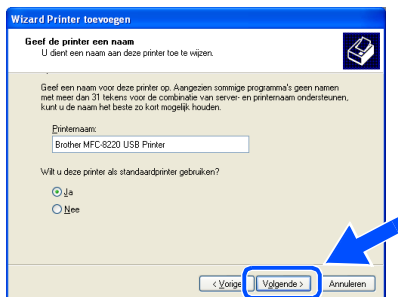 Wizard Printer toevoegen
Geef de printer een naam
U dient een naam aan deze printer toe te wijzen.
Geef een naam voor deze printer op. Aangezien sommige programma's geen namen
met meer dan 31 tekens voor de combinatie van server- en printernaam ondersteunen,
kunt u de naam het beste zo kort mogelijk houden.
Printernaam:
Brother MFC-8220 USB Printer
Wilt u deze printer als standaardprinter gebruiken?
Ja
Nee
< Vorige Volgende > Annuleren